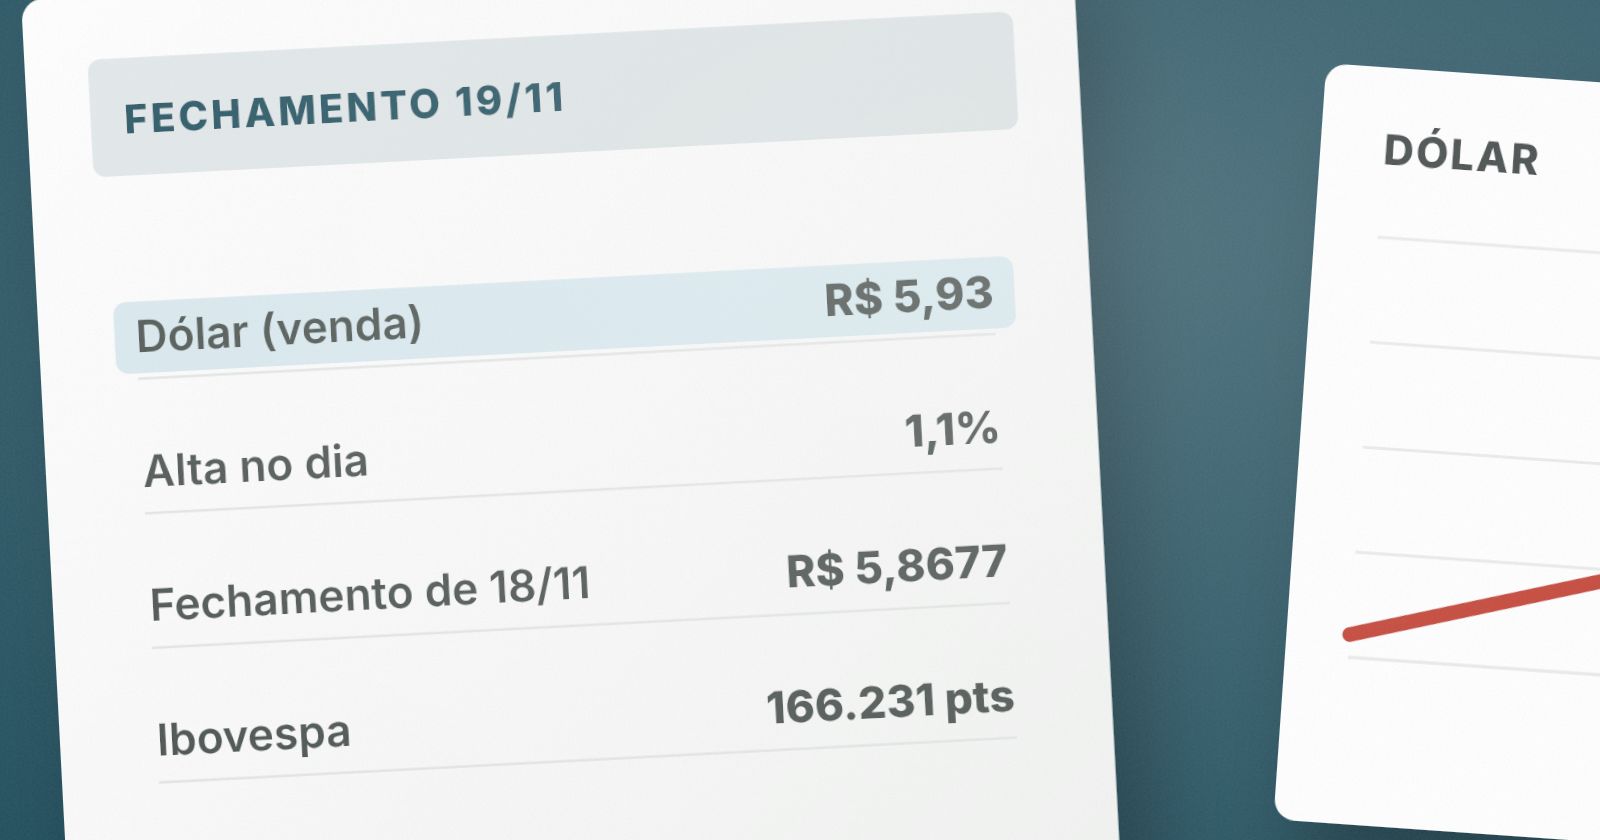 FECHAMENTO 19/11
Dólar (venda) R$ 5,93
Alta no dia 1,1%
Fechamento de 18/11 R$ 5,8677
Ibovespa 166.231 pts
DÓLAR